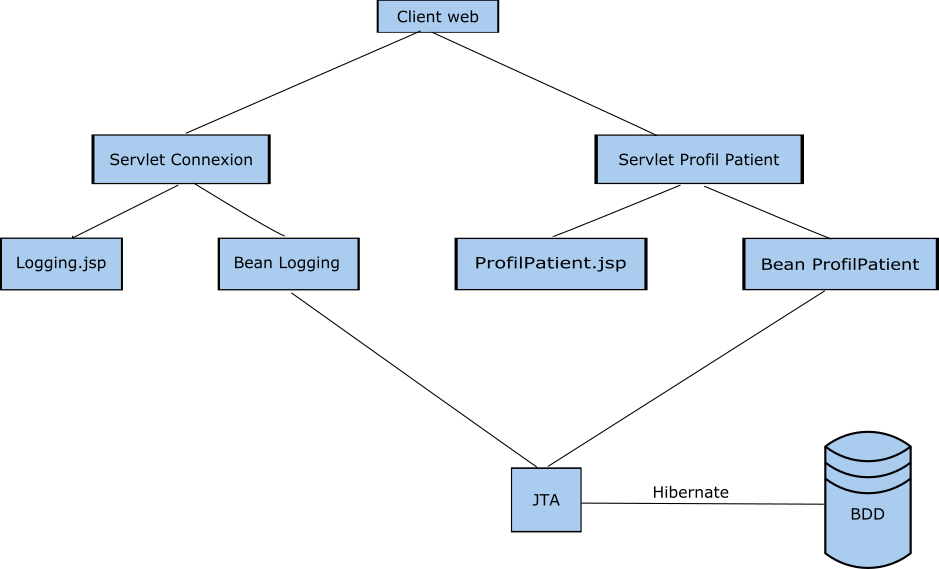 Client web
Servlet Connexion
Servlet Profil Patient
Logging.jsp
Bean Logging
ProfilPatient.jsp
Bean ProfilPatient
Hibernate
JTA
BDD